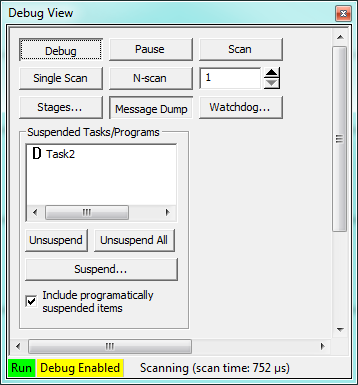 Debug View
Debug Pause Scan
Single Scan N-scan 1
Stages... Message Dump Watchdog...
Suspended Tasks/Programs
D Task2
Unsuspend Unsuspend All
Suspend...
Include programatically
suspended items
Run Debug Enabled Scanning (scan time: 752 µs)